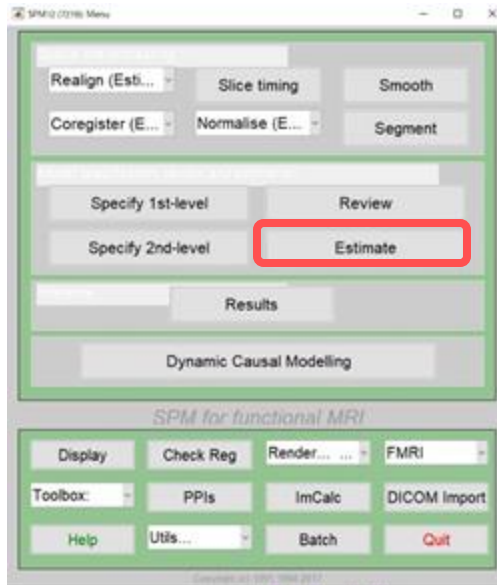 SPM12 (7219): Menu
Realign (Esti...
Slice timing
Smooth
Coregister (E...
Normalise (E...
Segment
Specify 1st-level
Review
Specify 2nd-level
Estimate
Results
Dynamic Causal Modelling
SPM for functional MRI
Display
Check Reg
Render... ...
FMRI
Toolbox:
PPIs
ImCalc
DICOM Import
Help
Utils...
Batch
Quit